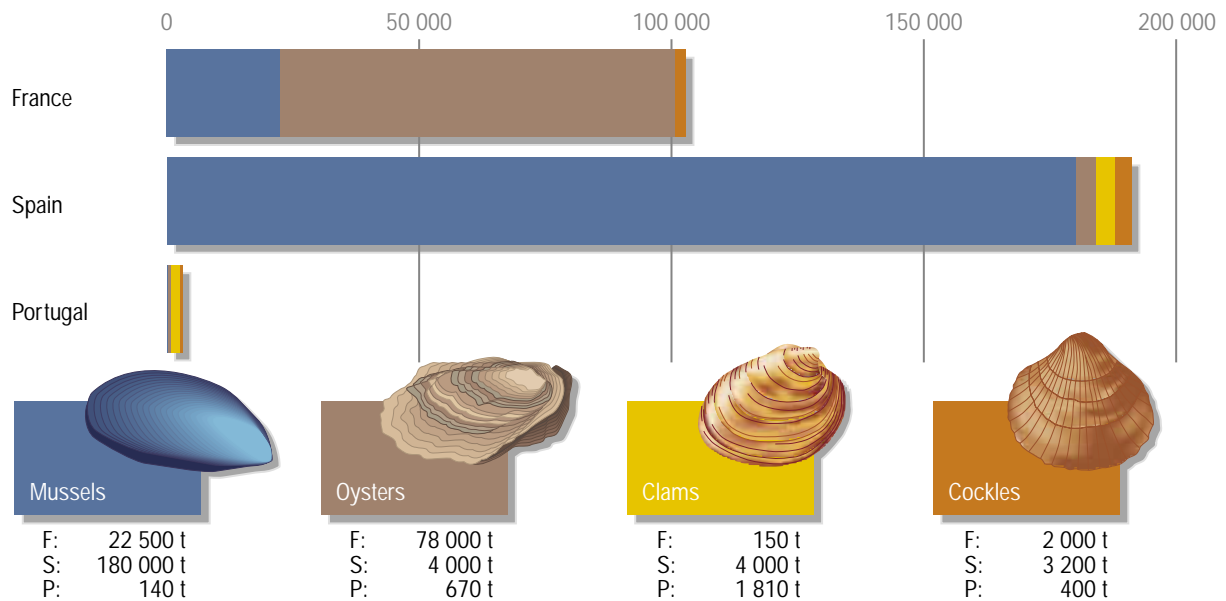 0 50 000 100 000 150 000 200 000
France
Spain
Portugal
Mussels Oysters Clams Cockles
F: 22 500 t F: 78 000 t F: 150 t F: 2 000 t
S: 180 000 t S: 4 000 t S: 4 000 t S: 3 200 t
P: 140 t P: 670 t P: 1 810 t P: 400 t